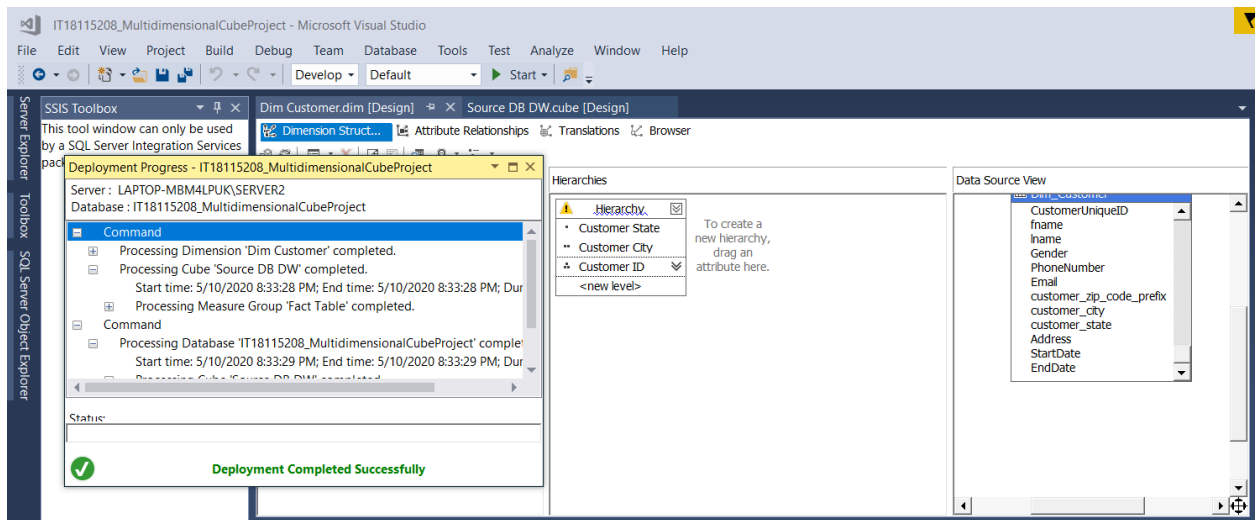 IT18115208_MultidimensionalCubeProject - Microsoft Visual Studio
File Edit View Project Build Debug Team Database Tools Test Analyze Window Help
Develop Default Start
Server Explorer
Toolbox
SQL Server Object Explorer
SSIS Toolbox
This tool window can only be used
by a SQL Server Integration Services
Dim Customer.dim [Design] Source DB DW.cube [Design]
Dimension Struct... Attribute Relationships Translations Browser
Deployment Progress - IT18115208_MultidimensionalCubeProject
Server : LAPTOP-MBM4LPUK\SERVER2
Database : IT18115208_MultidimensionalCubeProject
Command
Processing Dimension 'Dim Customer' completed.
Processing Cube 'Source DB DW' completed.
Start time: 5/10/2020 8:33:28 PM; End time: 5/10/2020 8:33:28 PM; Dur
Processing Measure Group 'Fact Table' completed.
Command
Processing Database 'IT18115208_MultidimensionalCubeProject' complet
Start time: 5/10/2020 8:33:29 PM; End time: 5/10/2020 8:33:29 PM; Dur
Processing Cube 'Source DB DW' completed
Status:
Deployment Completed Successfully
Hierarchies
Hierarchy
Customer State
Customer City
Customer ID
<new level>
To create a
new hierarchy,
drag an
attribute here.
Data Source View
Dim_Customer
CustomerUniqueID
fname
lname
Gender
PhoneNumber
Email
customer_zip_code_prefix
customer_city
customer_state
Address
StartDate
EndDate